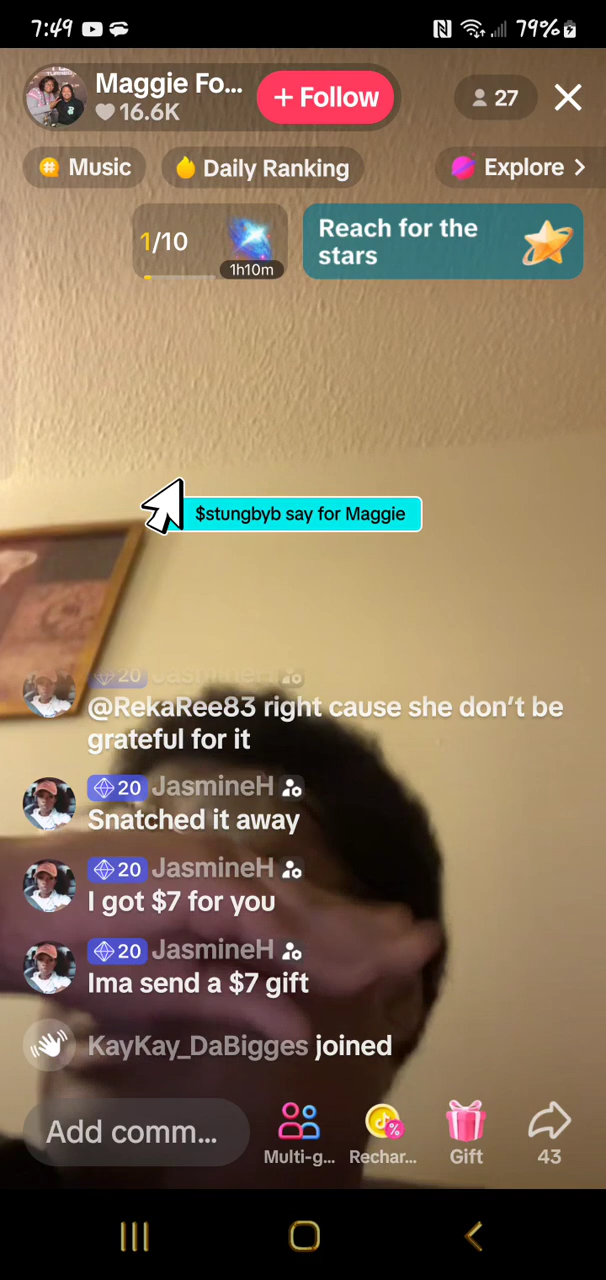 7:49
79%
Maggie Fo...
+ Follow
27
16.6K
Music
Daily Ranking
Explore
1/10
1h10m
Reach for the
stars
$stungbyb say for Maggie
20 JasmineH
@RekaRee83 right cause she don’t be
grateful for it
20 JasmineH
Snatched it away
20 JasmineH
I got $7 for you
20 JasmineH
Ima send a $7 gift
KayKay_DaBigges joined
Add comm...
Multi-g...
Rechar...
Gift
43